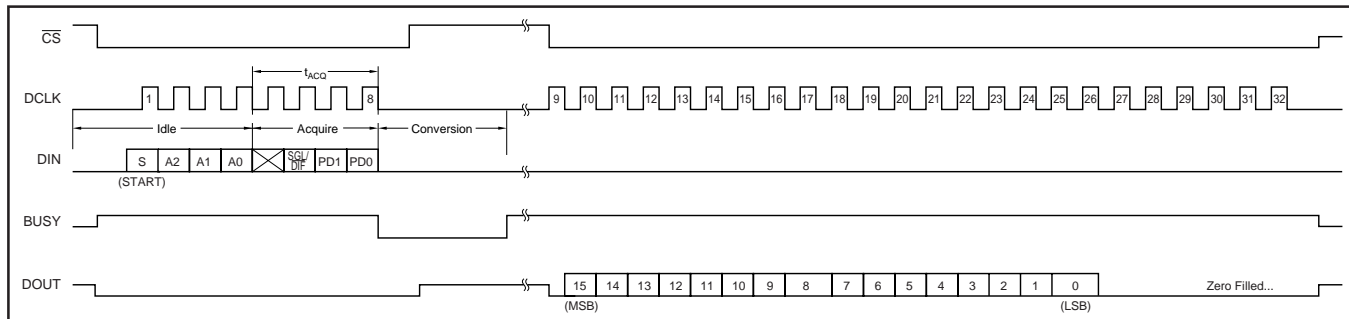 CS
tACQ
DCLK 1 8 9 10 11 12 13 14 15 16 17 18 19 20 21 22 23 24 25 26 27 28 29 30 31 32
Idle Acquire Conversion
DIN S A2 A1 A0 SGL/DIF PD1 PD0
(START)
BUSY
DOUT 15 14 13 12 11 10 9 8 7 6 5 4 3 2 1 0 Zero Filled...
(MSB) (LSB)